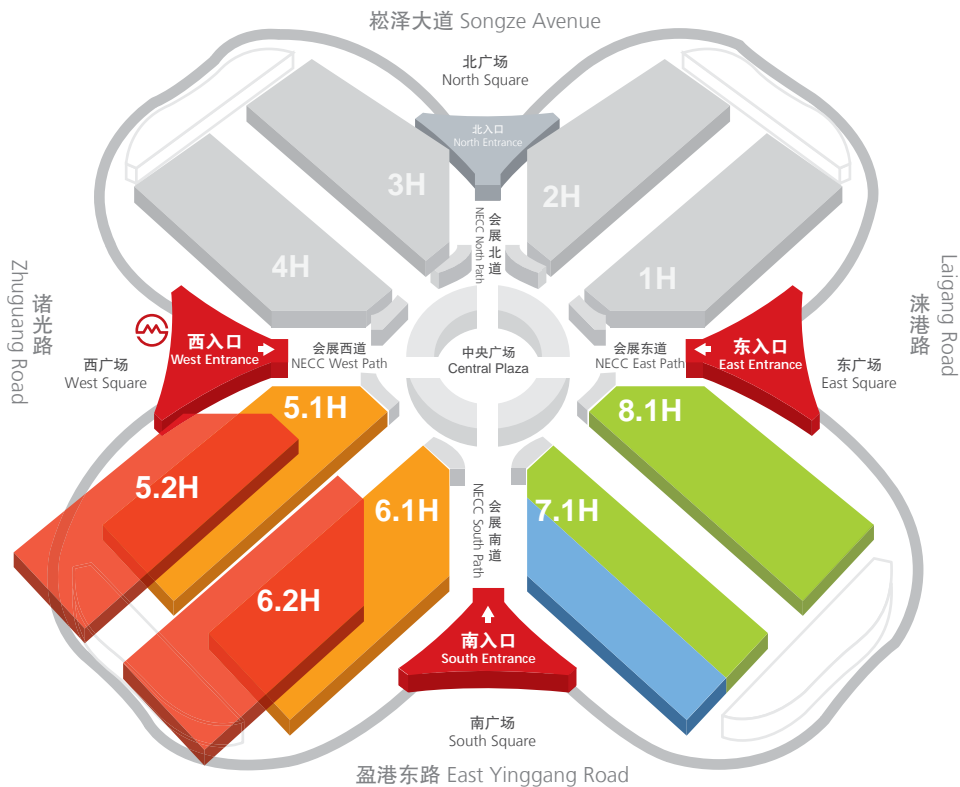 崧泽大道 Songze Avenue
北广场
North Square
北入口
North Entrance
3H
2H
会展北道
NECC North Path
4H
1H
诸光路
Zhuguang Road
涞港路
Laigang Road
西入口
West Entrance
西广场
West Square
会展西道
NECC West Path
中央广场
Central Plaza
会展东道
NECC East Path
东入口
East Entrance
东广场
East Square
5.1H
8.1H
5.2H
6.1H
会展南道
NECC South Path
7.1H
6.2H
南入口
South Entrance
南广场
South Square
盈港东路 East Yinggang Road